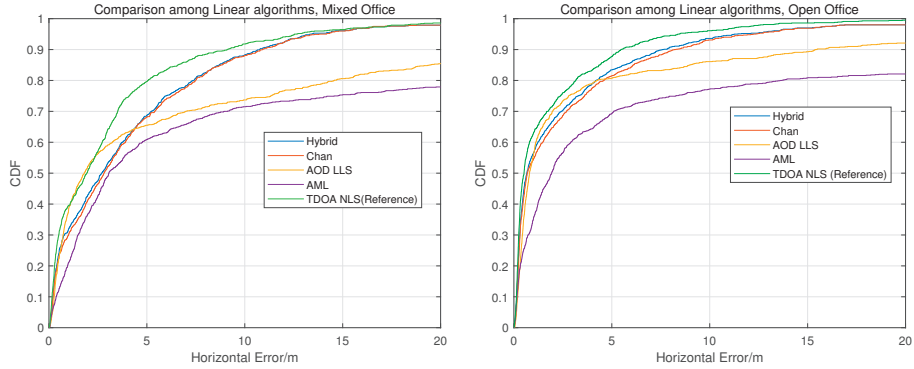 Comparison among Linear algorithms, Mixed Office
1
0.9
0.8
0.7
0.6
0.5
0.4
0.3
0.2
0.1
0
CDF
Hybrid
Chan
AOD LLS
AML
TDOA NLS(Reference)
0 5 10 15 20
Horizontal Error/m
Comparison among Linear algorithms, Open Office
1
0.9
0.8
0.7
0.6
0.5
0.4
0.3
0.2
0.1
0
CDF
Hybrid
Chan
AOD LLS
AML
TDOA NLS (Reference)
0 5 10 15 20
Horizontal Error/m